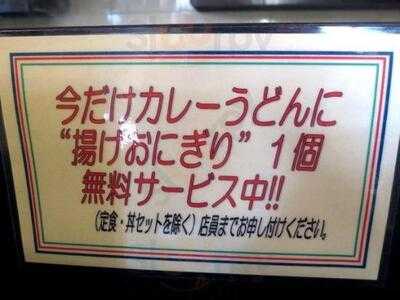 今だけカレーうどんに
“揚げおにぎり”１個
無料サービス中!!
（定食・丼セットを除く）店員までお申し付けください。